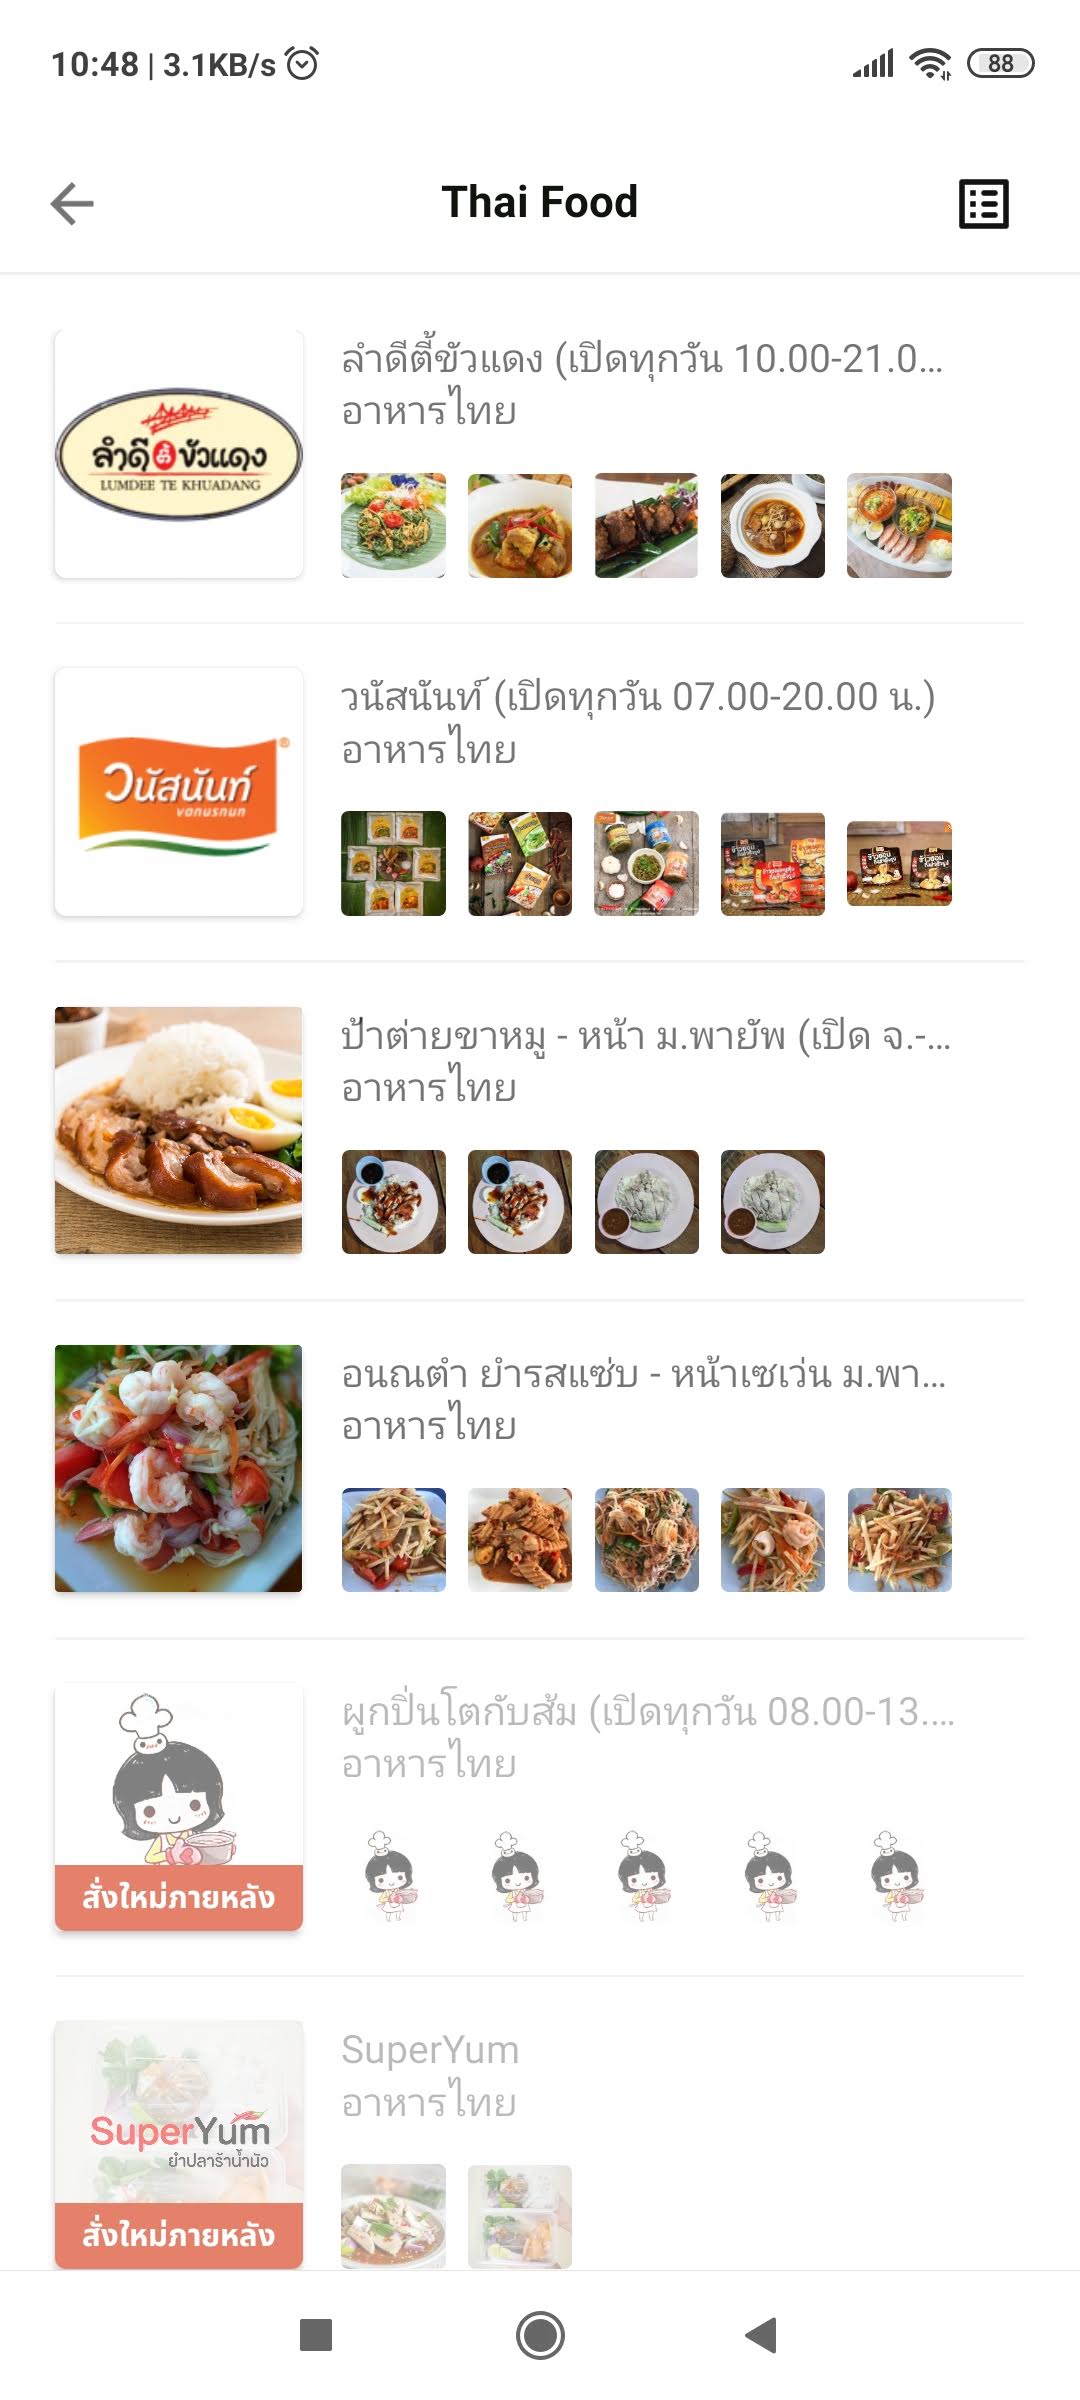 10:48 | 3.1KB/s
88
Thai Food
ลำดีตี้ขัวแดง (เปิดทุกวัน 10.00-21.0...
อาหารไทย
ลำดีตี้ขัวแดง
LUMDEE TE KHUADANG
วนัสนันท์ (เปิดทุกวัน 07.00-20.00 น.)
อาหารไทย
วนัสนันท์
vanusnun
ป้าต่ายขาหมู - หน้า ม.พายัพ (เปิด จ.-...
อาหารไทย
อนณตำ ยำรสแซ่บ - หน้าเซเว่น ม.พา...
อาหารไทย
ผูกปิ่นโตกับส้ม (เปิดทุกวัน 08.00-13....
อาหารไทย
สั่งใหม่ภายหลัง
SuperYum
อาหารไทย
SuperYum
ยำปลาร้าน้ำนัว
สั่งใหม่ภายหลัง